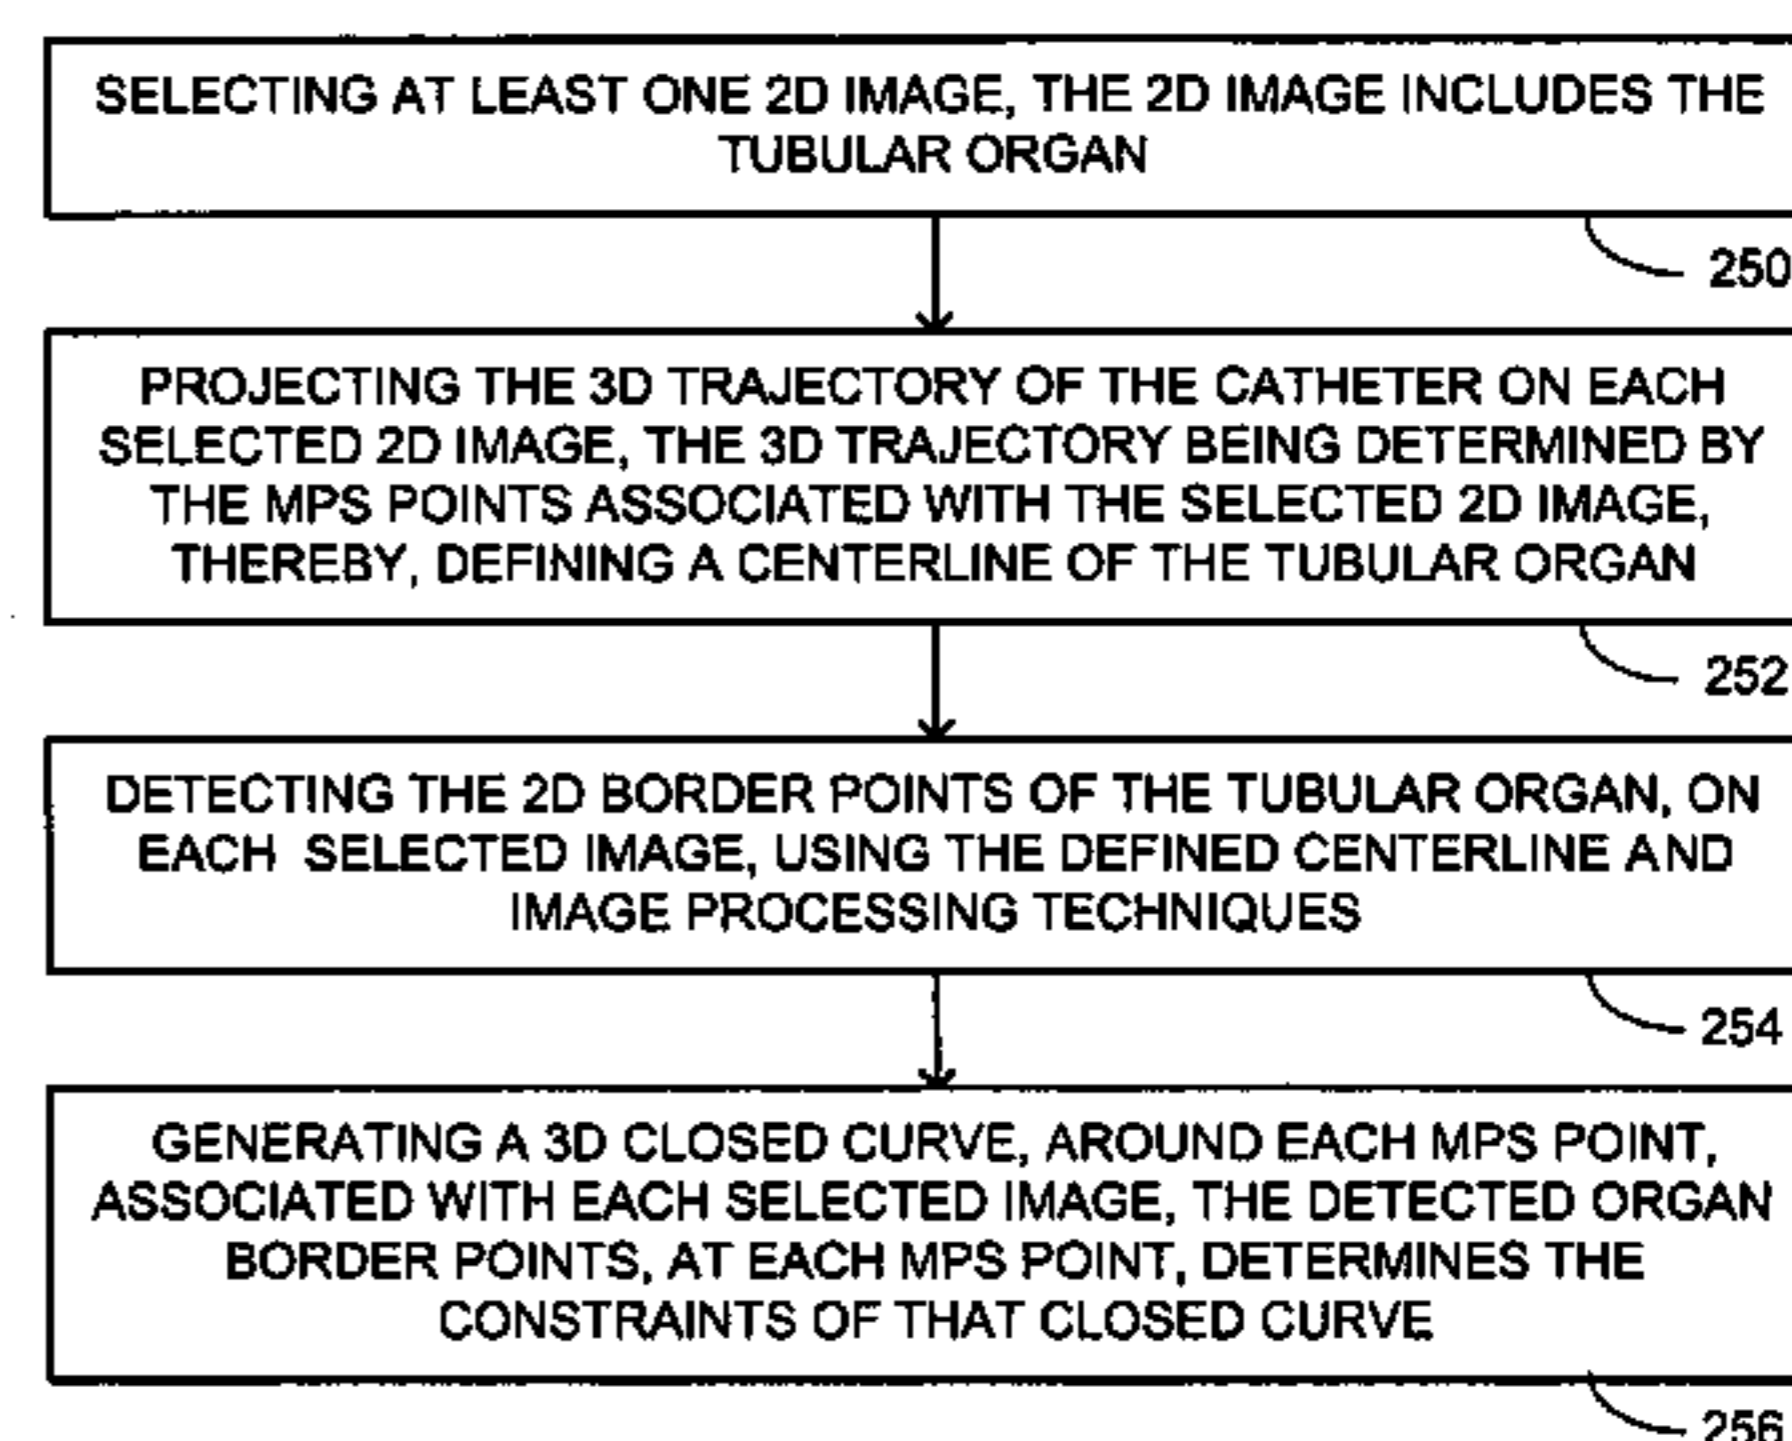 SELECTING AT LEAST ONE 2D IMAGE, THE 2D IMAGE INCLUDES THE
TUBULAR ORGAN
250
PROJECTING THE 3D TRAJECTORY OF THE CATHETER ON EACH
SELECTED 2D IMAGE, THE 3D TRAJECTORY BEING DETERMINED BY
THE MPS POINTS ASSOCIATED WITH THE SELECTED 2D IMAGE,
THEREBY, DEFINING A CENTERLINE OF THE TUBULAR ORGAN
252
DETECTING THE 2D BORDER POINTS OF THE TUBULAR ORGAN, ON
EACH SELECTED IMAGE, USING THE DEFINED CENTERLINE AND
IMAGE PROCESSING TECHNIQUES
254
GENERATING A 3D CLOSED CURVE, AROUND EACH MPS POINT,
ASSOCIATED WITH EACH SELECTED IMAGE, THE DETECTED ORGAN
BORDER POINTS, AT EACH MPS POINT, DETERMINES THE
CONSTRAINTS OF THAT CLOSED CURVE
256